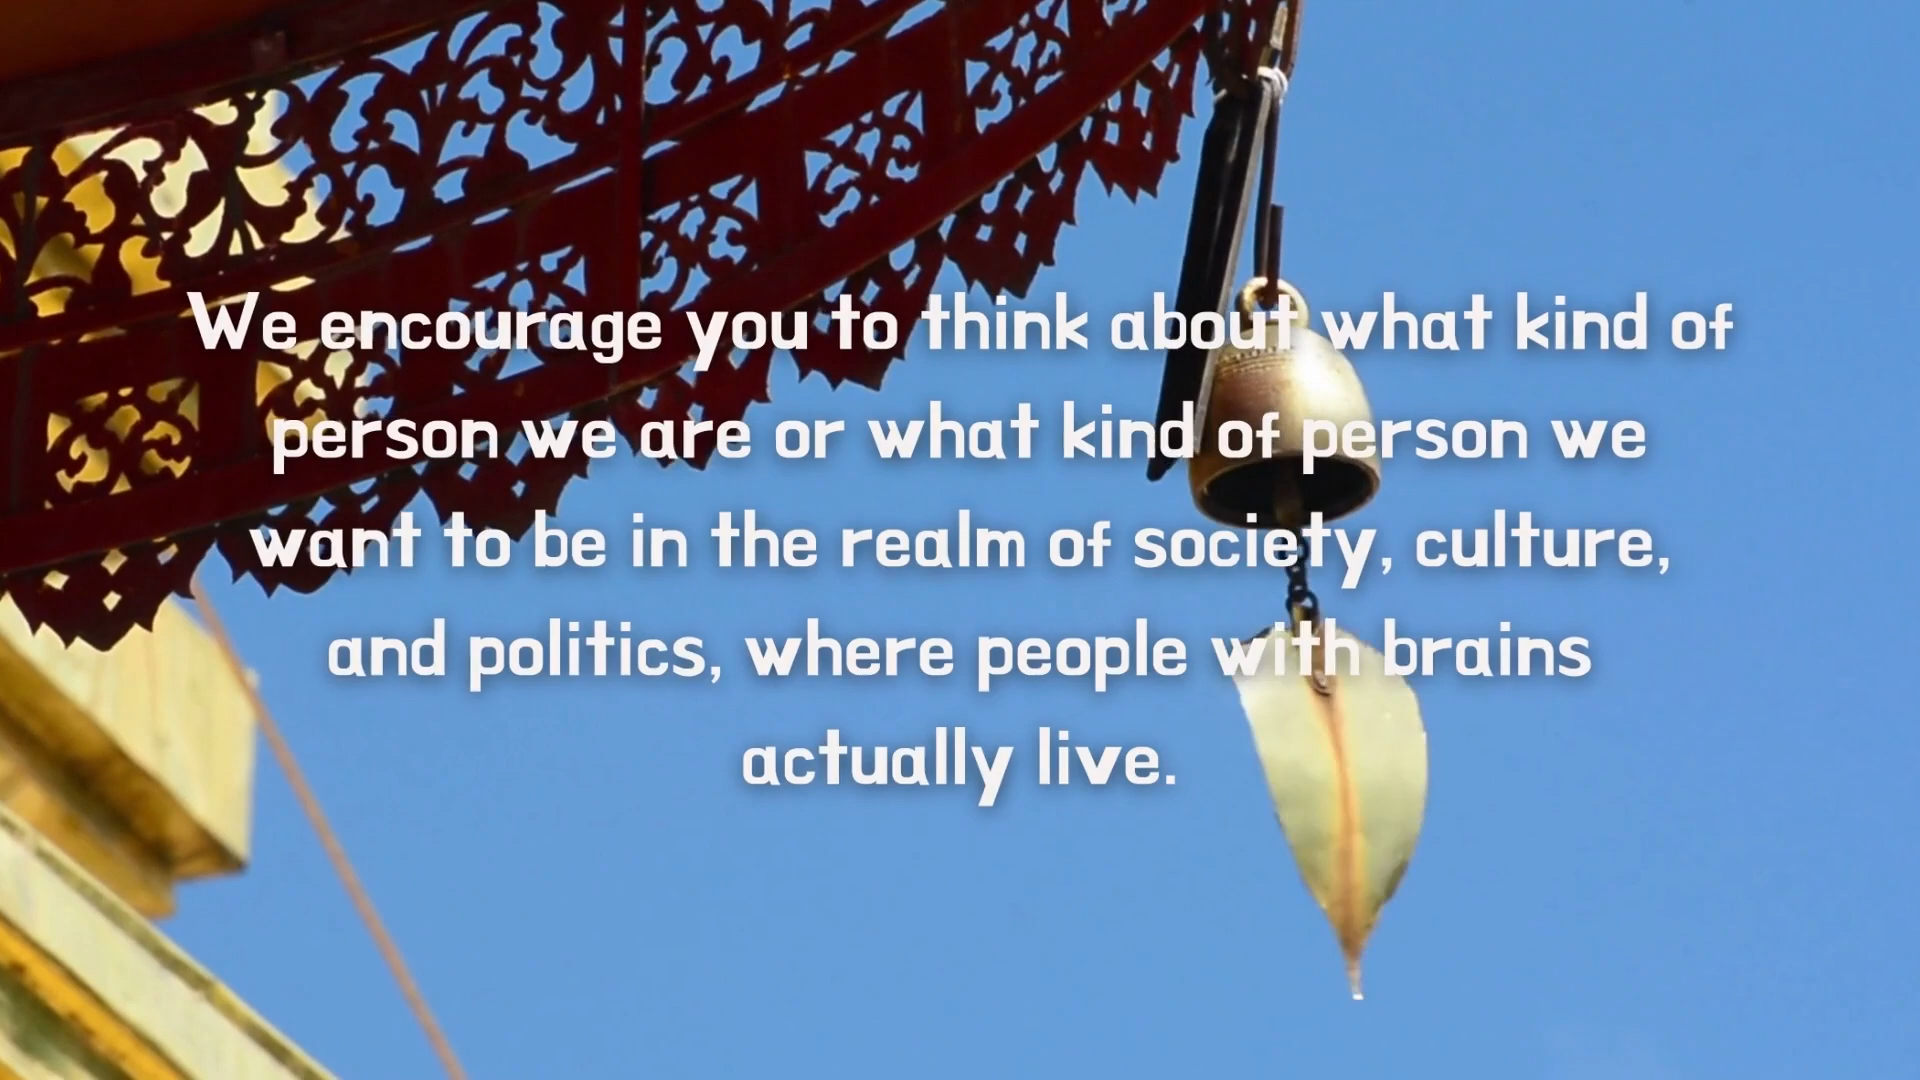 We encourage you to think about what kind of
person we are or what kind of person we
want to be in the realm of society, culture,
and politics, where people with brains
actually live.